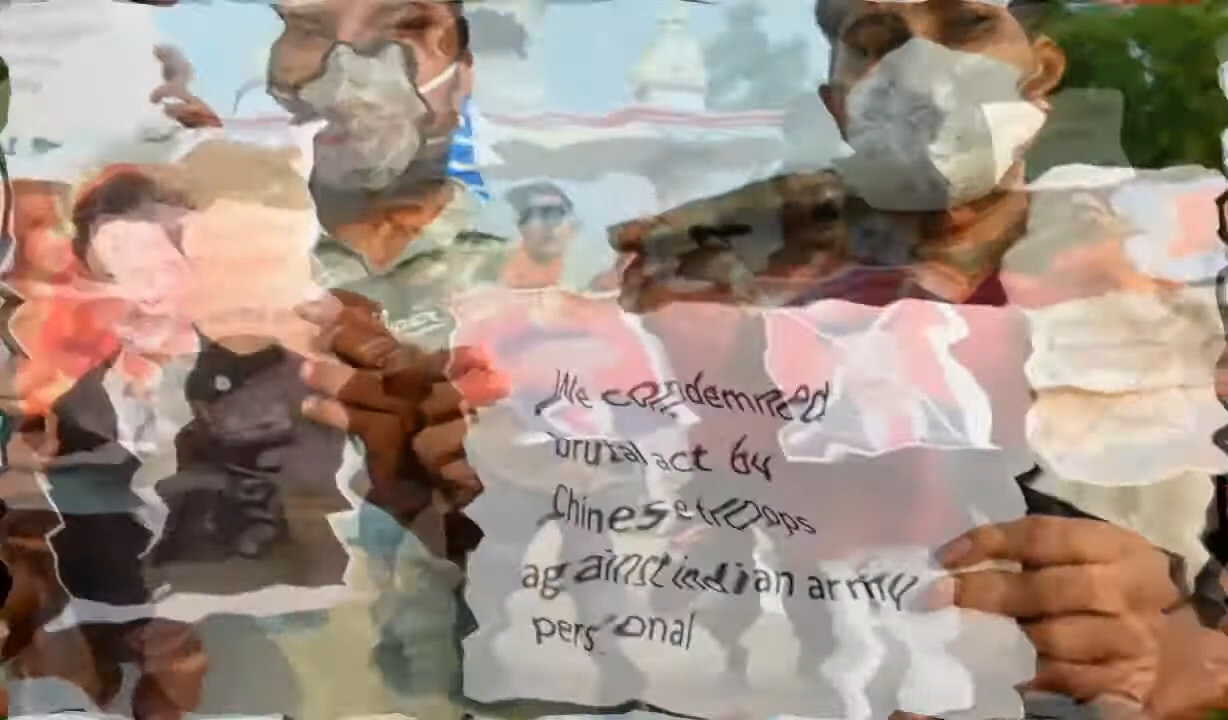 We condemned
brutal act by
Chinese troops
against indian army
personal